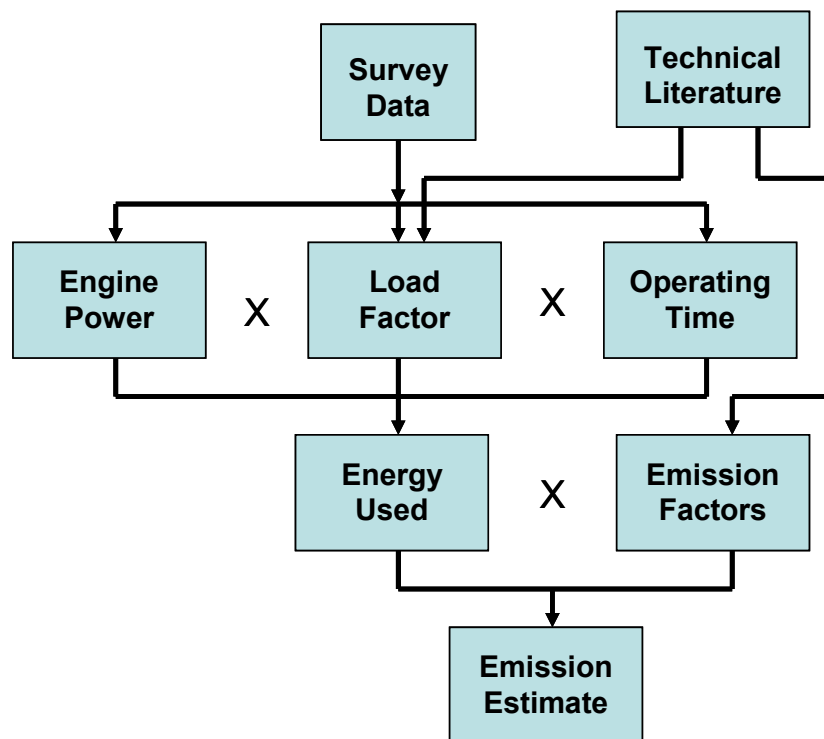 Survey
Data
Technical
Literature
Engine
Power
X
Load
Factor
X
Operating
Time
Energy
Used
X
Emission
Factors
Emission
Estimate